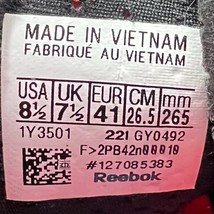 MADE IN VIETNAM
FABRIQUÉ AU VIETNAM
USA UK EUR CM mm
8½ 7½ 41 26.5 265
1Y3501 221 GY0492
F>2PB42n00010
#127085383
Reebok